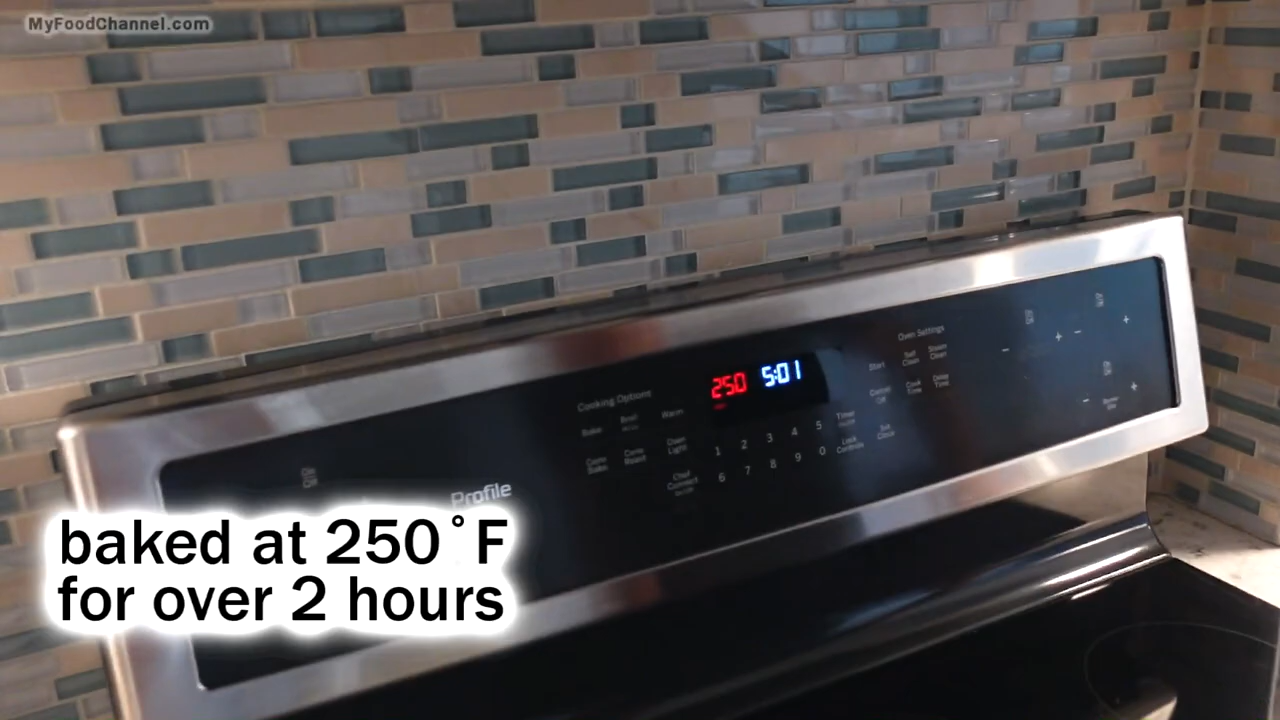 MyFoodChannel.com
250 5:01
Oven Settings
Start
Self Clean
Steam Clean
Cooking Options
Bake
Broil
Warm
Cancel Off
Cook Time
Delay Time
Conv Bake
Conv Roast
Oven Light
1 2 3 4 5
Timer
Lock Controls
Set Clock
Chef Connect
6 7 8 9 0
On Off
Profile
baked at 250˚F
for over 2 hours